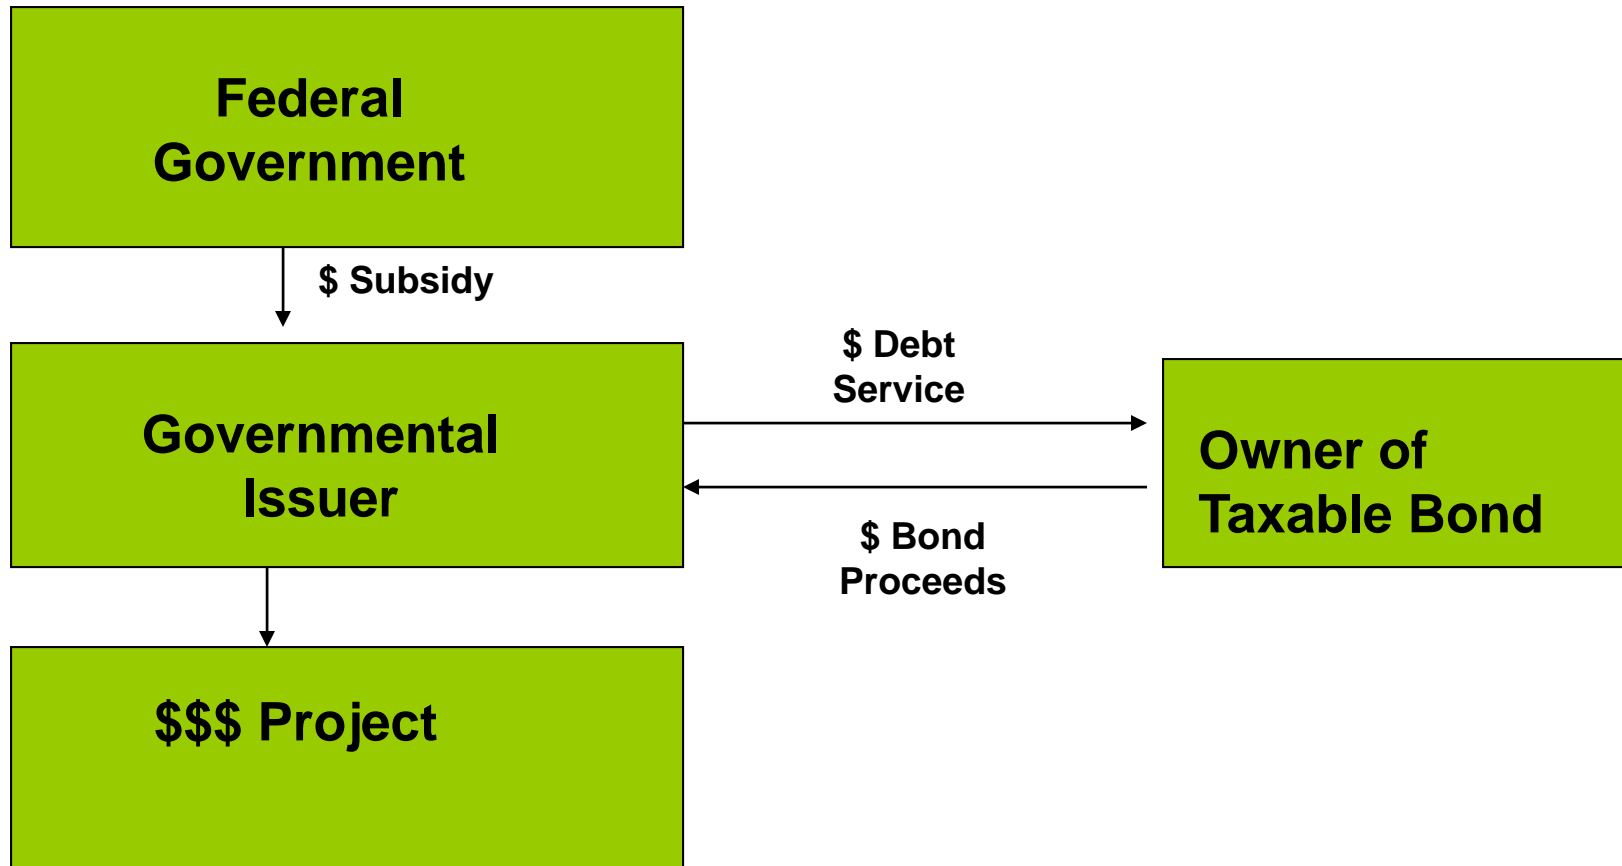 Federal
Government
$ Subsidy
$ Debt
Service
Governmental
Issuer
Owner of
Taxable Bond
$ Bond
Proceeds
$$$ Project